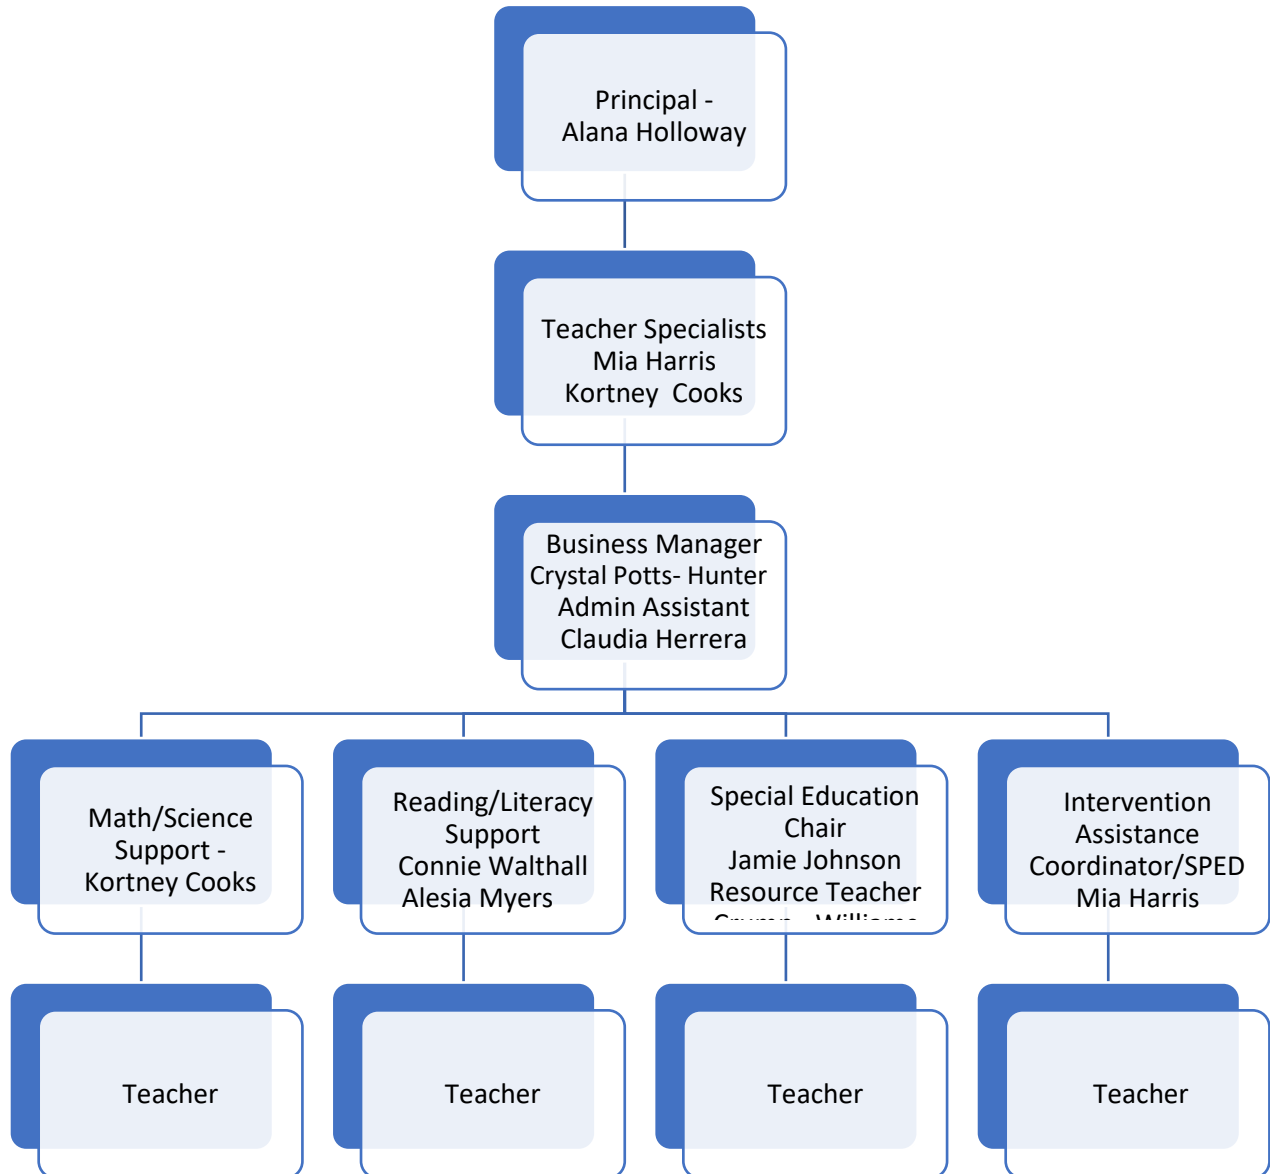 Principal -
Alana Holloway
Teacher Specialists
Mia Harris
Kortney  Cooks
Business Manager
Crystal Potts- Hunter
Admin Assistant
Claudia Herrera
Math/Science
Support -
Kortney Cooks
Reading/Literacy
Support
Connie Walthall
Alesia Myers
Special Education
Chair
Jamie Johnson
Resource Teacher
Intervention
Assistance
Coordinator/SPED
Mia Harris
Teacher
Teacher
Teacher
Teacher